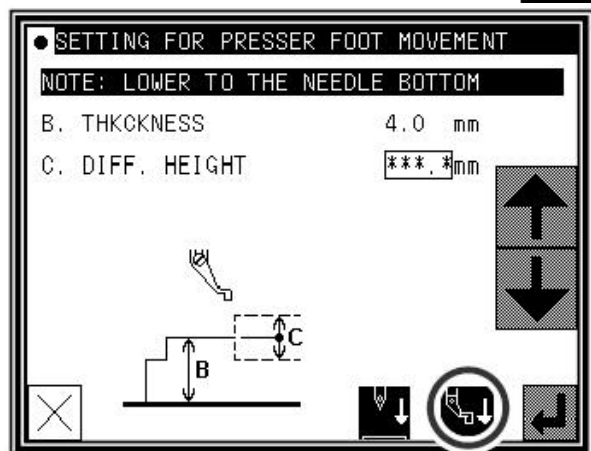 SETTING FOR PRESSER FOOT MOVEMENT
NOTE: LOWER TO THE NEEDLE BOTTOM
B. THKCKNESS 4.0 mm
C. DIFF. HEIGHT ***.*mm
C
B